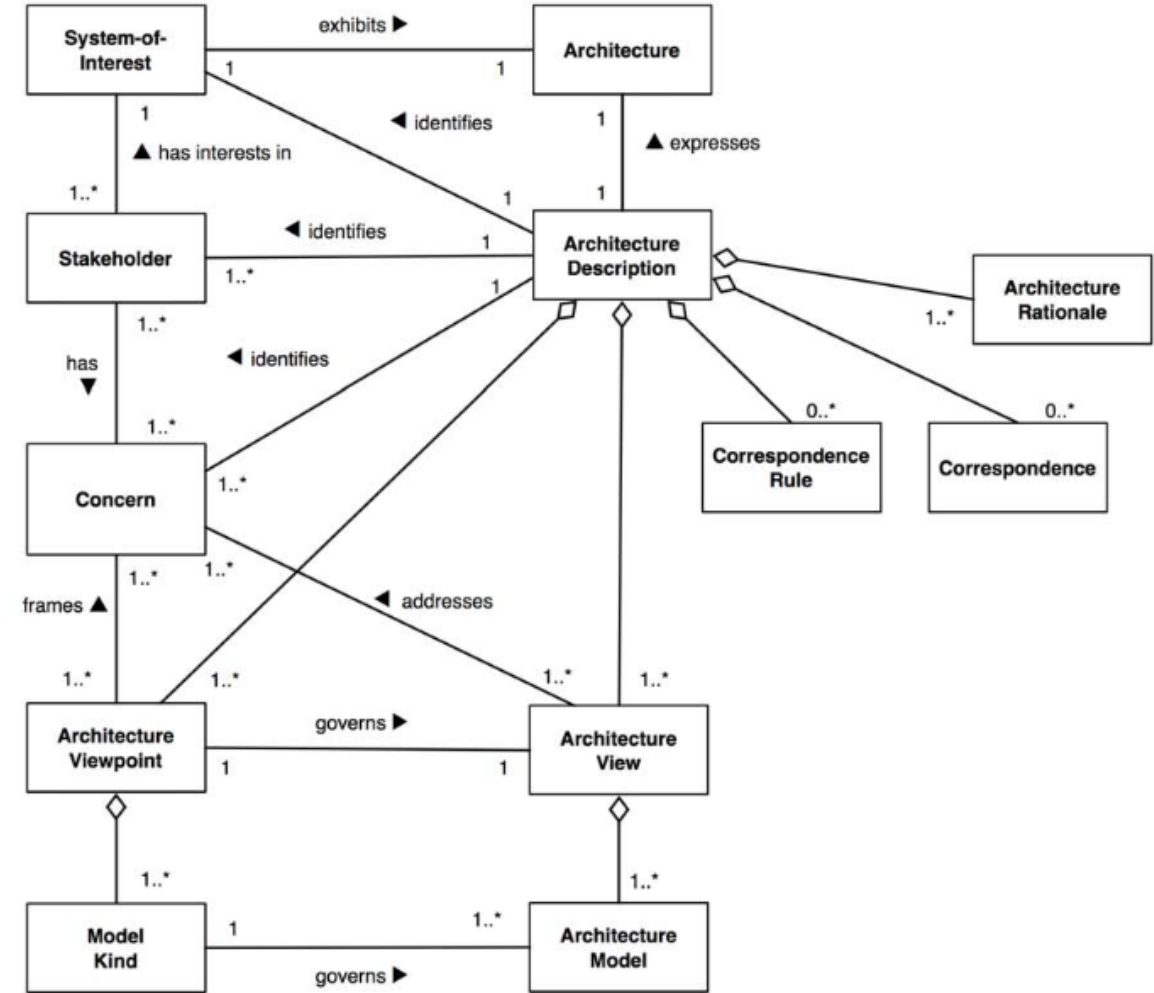 System-of-
Interest
exhibits ▶
Architecture
1
1
1
◀ identifies
1
▲ has interests in
▲ expresses
1..*
1
1
Stakeholder
◀ identifies
1
Architecture
Description
1..*
1
Architecture
Rationale
1..*
1..*
has
▼
◀ identifies
0..*
0..*
1..*
Correspondence
Rule
Correspondence
Concern
1..*
1..*
1..*
frames ▲
◀ addresses
1..*
1..*
1..*
1..*
Architecture
Viewpoint
governs ▶
Architecture
View
1
1
1..*
1..*
Model
Kind
1
1..*
Architecture
Model
governs ▶